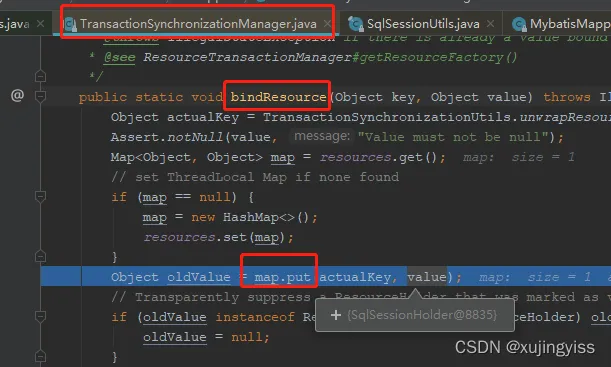 s.java × TransactionSynchronizationManager.java × SqlSessionUtils.java × MybatisMapp
* @throws IllegalStateException if there is already a value bound
* @see ResourceTransactionManager#getResourceFactory()
*/
@ public static void bindResource(Object key, Object value) throws Il
Object actualKey = TransactionSynchronizationUtils.unwrapResour
Assert.notNull(value, message: "Value must not be null");
Map<Object, Object> map = resources.get(); map: size = 1
// set ThreadLocal Map if none found
if (map == null) {
map = new HashMap<>();
resources.set(map);
}
Object oldValue = map.put(actualKey, value); map: size = 1 a
// Transparently suppress a ResourceHolder that was marked as v
if (oldValue instanceof Re ceHolder) ol
+ (SqlSessionHolder@8835)
oldValue = null;
}
CSDN @xujingyiss